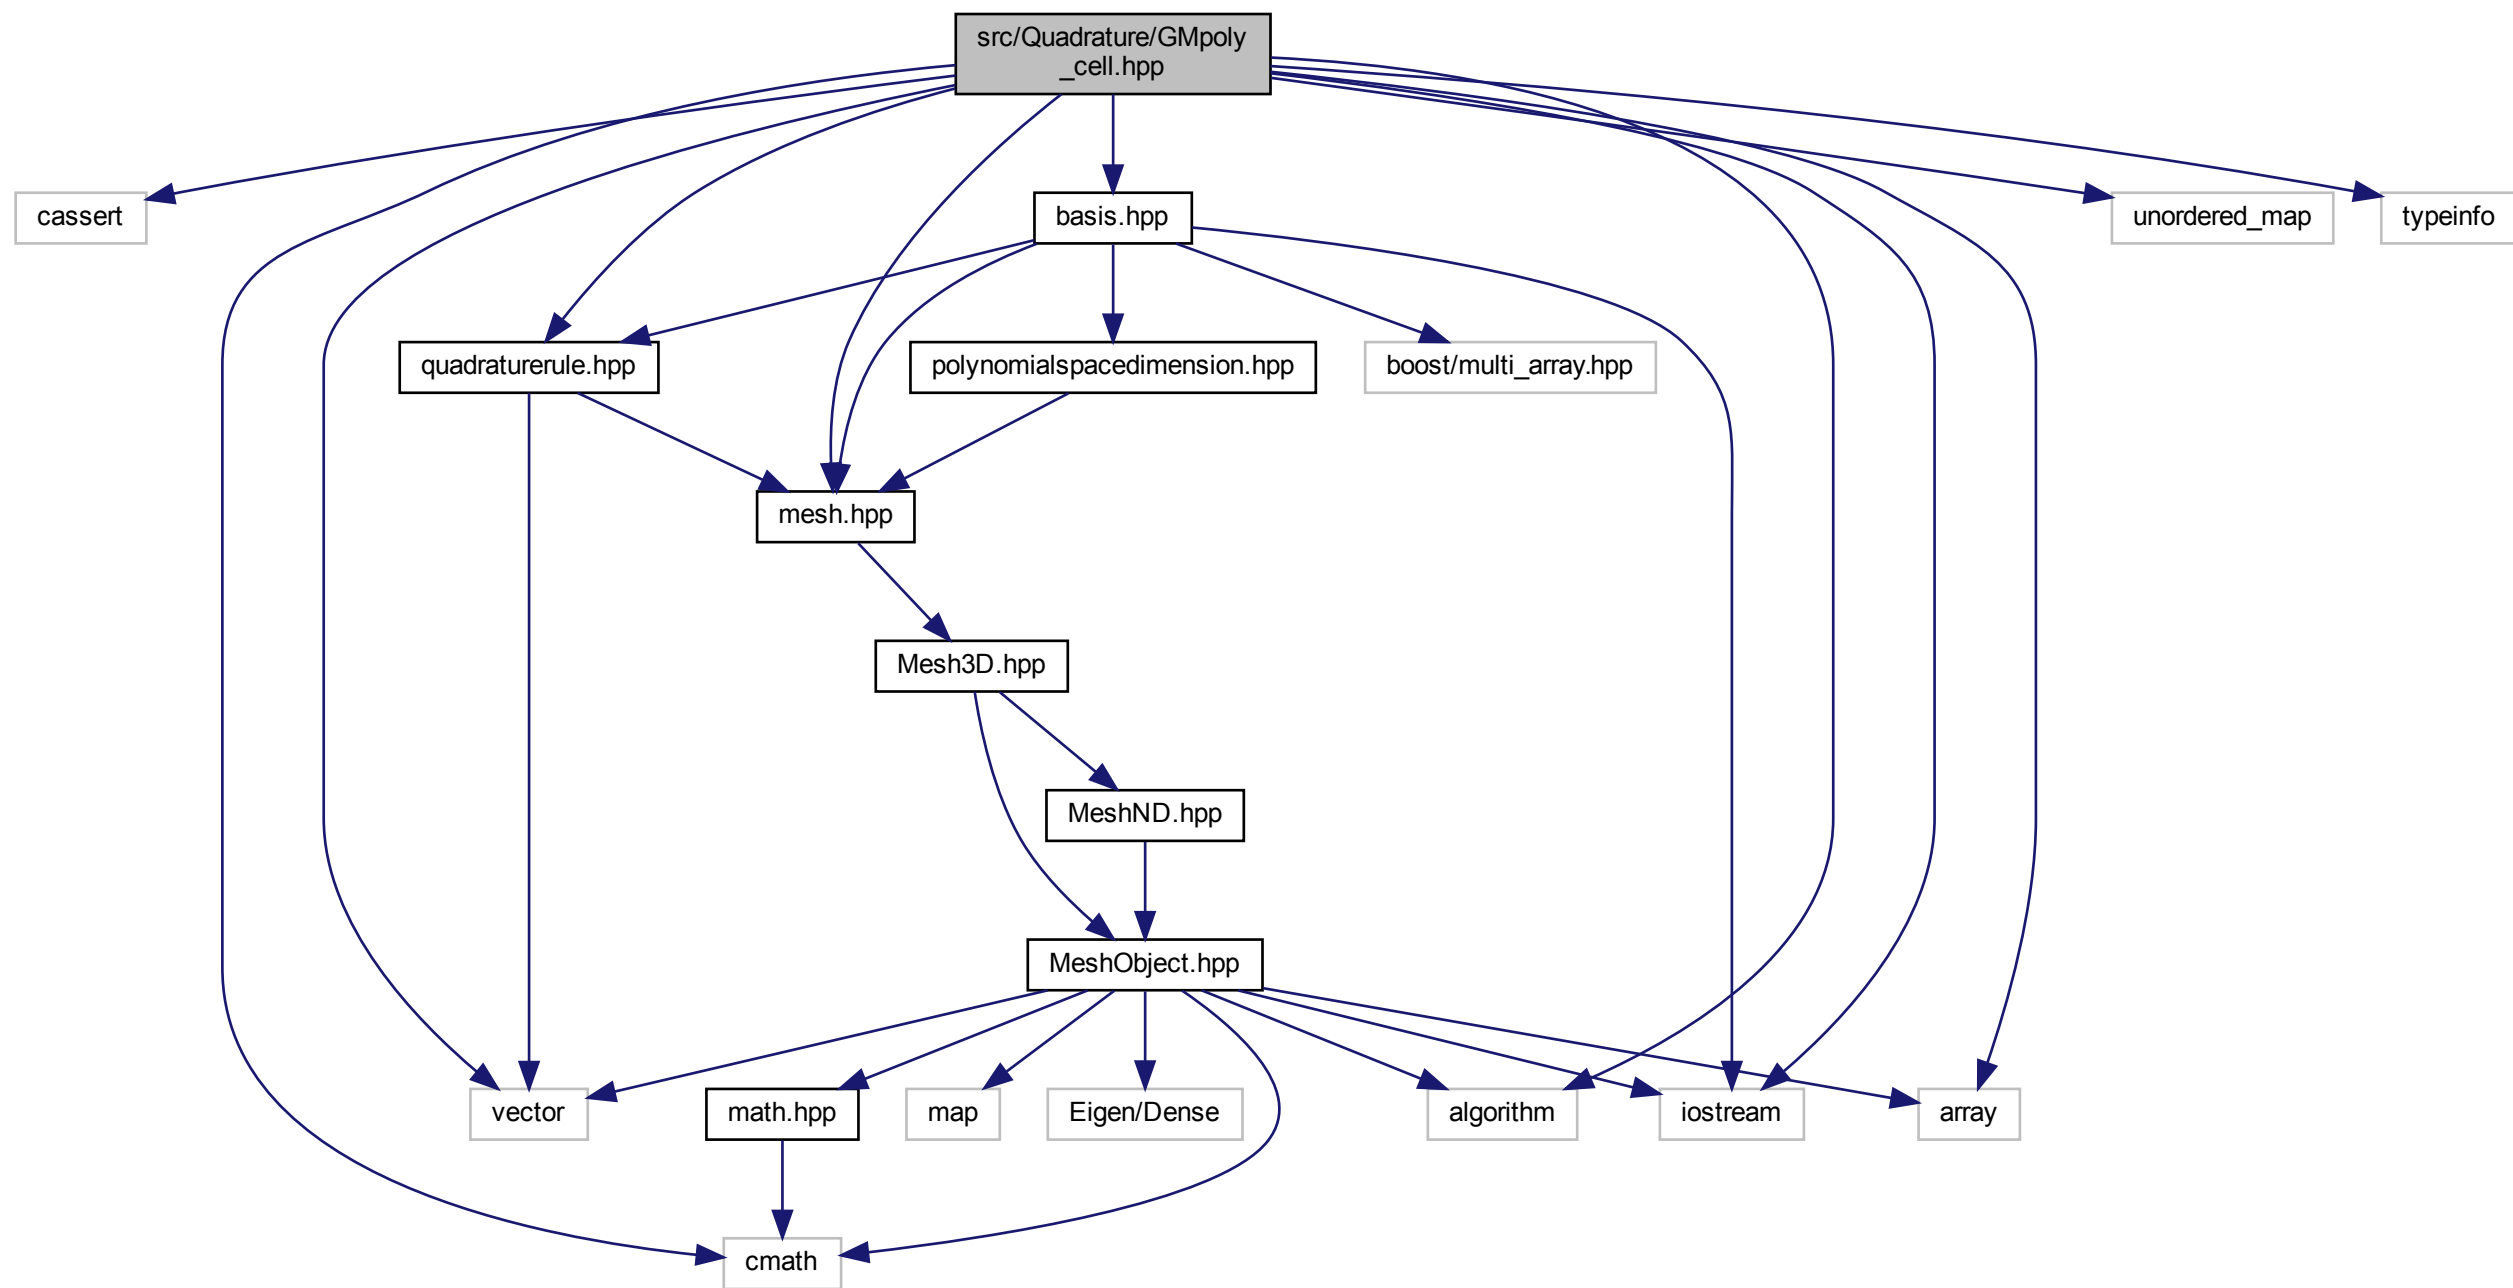 src/Quadrature/GMpoly
_cell.hpp
cassert
basis.hpp
unordered_map
typeinfo
quadraturerule.hpp
polynomialspacedimension.hpp
boost/multi_array.hpp
mesh.hpp
Mesh3D.hpp
MeshND.hpp
MeshObject.hpp
vector
math.hpp
map
Eigen/Dense
algorithm
iostream
array
cmath